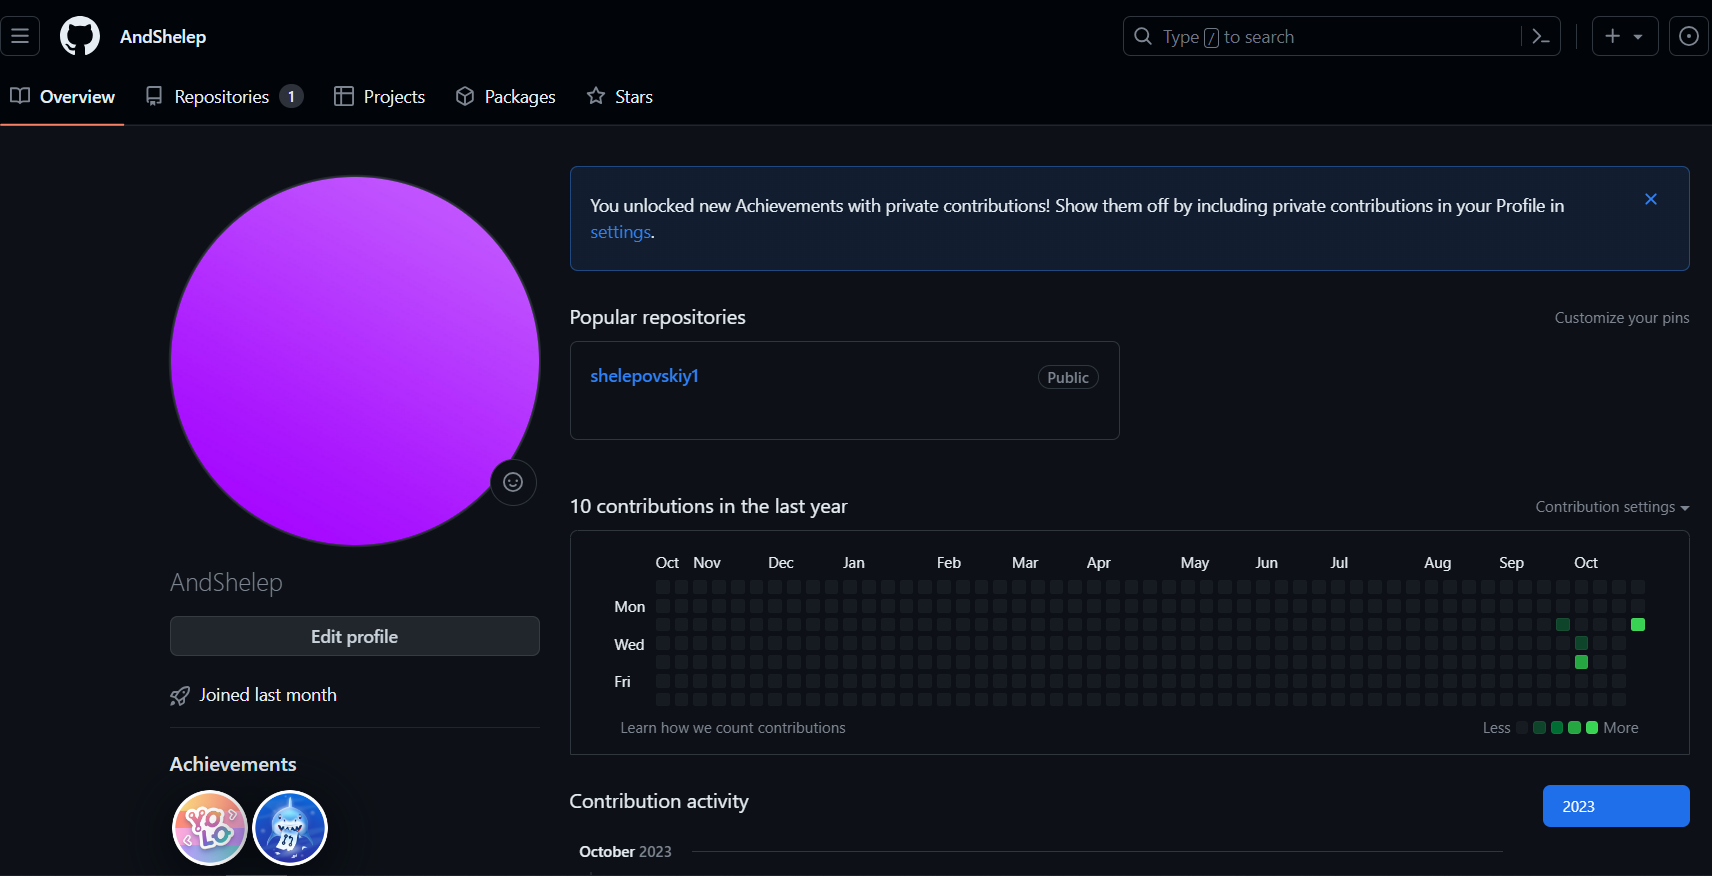 AndShelep
Type / to search
Overview
Repositories 1
Projects
Packages
Stars
You unlocked new Achievements with private contributions! Show them off by including private contributions in your Profile in
settings.
Popular repositories
Customize your pins
shelepovskiy1
Public
10 contributions in the last year
Contribution settings
Oct Nov Dec Jan Feb Mar Apr May Jun Jul Aug Sep Oct
Mon
Wed
Fri
Learn how we count contributions
Less More
AndShelep
Edit profile
Joined last month
Achievements
YOLO
Contribution activity
2023
October 2023